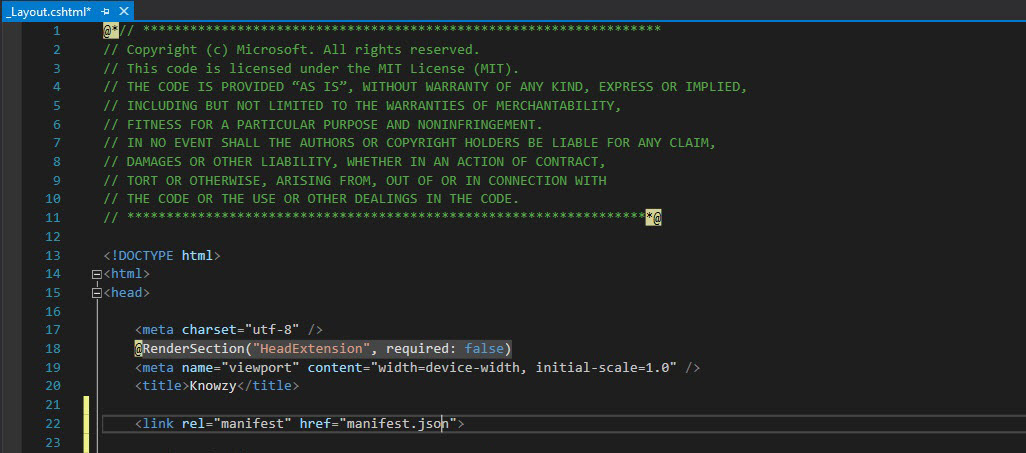 _Layout.cshtml*
1 @*// ******************************************************************
2 // Copyright (c) Microsoft. All rights reserved.
3 // This code is licensed under the MIT License (MIT).
4 // THE CODE IS PROVIDED “AS IS”, WITHOUT WARRANTY OF ANY KIND, EXPRESS OR IMPLIED,
5 // INCLUDING BUT NOT LIMITED TO THE WARRANTIES OF MERCHANTABILITY,
6 // FITNESS FOR A PARTICULAR PURPOSE AND NONINFRINGEMENT.
7 // IN NO EVENT SHALL THE AUTHORS OR COPYRIGHT HOLDERS BE LIABLE FOR ANY CLAIM,
8 // DAMAGES OR OTHER LIABILITY, WHETHER IN AN ACTION OF CONTRACT,
9 // TORT OR OTHERWISE, ARISING FROM, OUT OF OR IN CONNECTION WITH
10 // THE CODE OR THE USE OR OTHER DEALINGS IN THE CODE.
11 // *******************************************************************@
12
13 <!DOCTYPE html>
14 <html>
15 <head>
16
17 <meta charset="utf-8" />
18 @RenderSection("HeadExtension", required: false)
19 <meta name="viewport" content="width=device-width, initial-scale=1.0" />
20 <title>Knowzy</title>
21
22 <link rel="manifest" href="manifest.json">
23